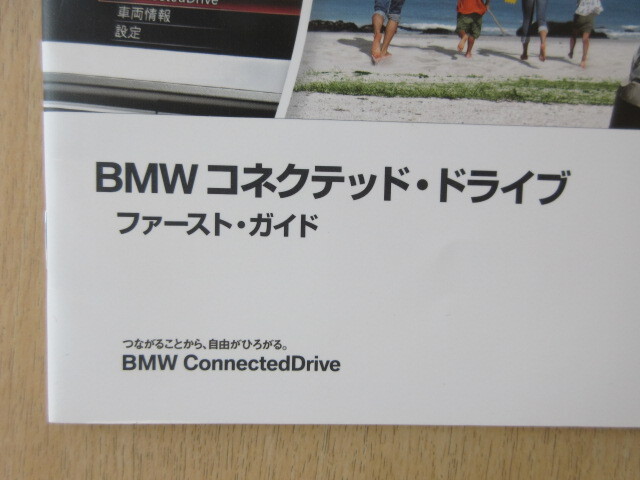 ConnectedDrive
車両情報
設定
BMW コネクテッド・ドライブ
ファースト・ガイド
つながることから、自由がひろがる。
BMW ConnectedDrive